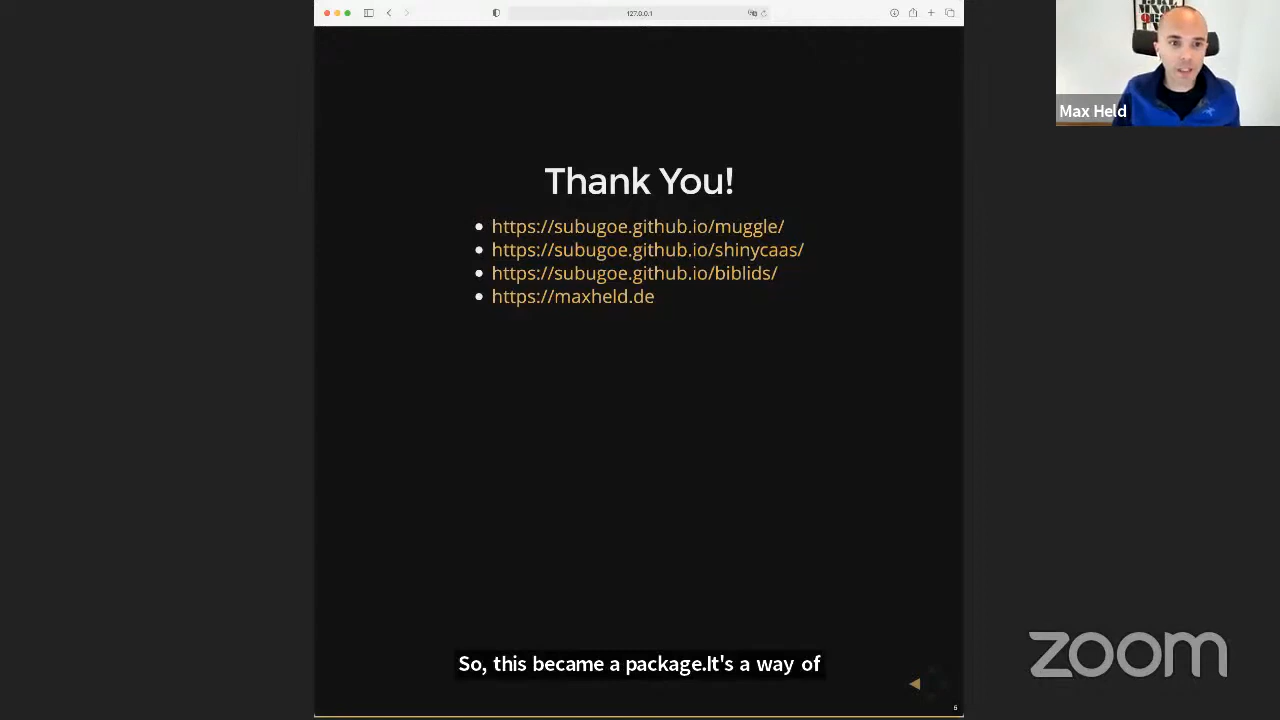 127.0.0.1
Max Held
Thank You!
https://subugoe.github.io/muggle/
https://subugoe.github.io/shinycaas/
https://subugoe.github.io/biblids/
https://maxheld.de
So, this became a package.It's a way of
zoom
5